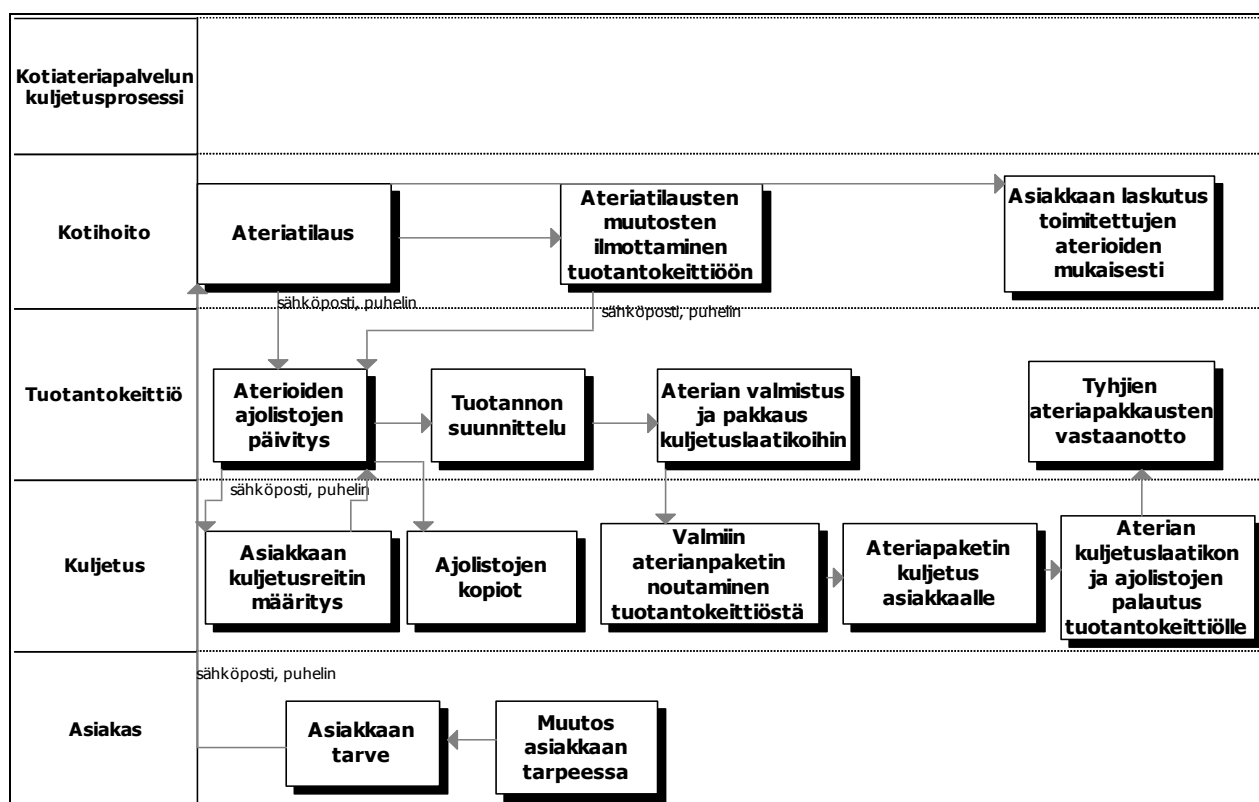 Kotiateriapalvelun
kuljetusprosessi
Kotihoito
Ateriatilaus
Ateriatilausten
muutosten
ilmottaminen
tuotantokeittiöön
Asiakkaan laskutus
toimitettujen
aterioiden
mukaisesti
sähköposti, puhelin
sähköposti, puhelin
Tuotantokeittiö
Aterioiden
ajolistojen
päivitys
Tuotannon
suunnittelu
Aterian valmistus
ja pakkaus
kuljetuslaatikoihin
Tyhjien
ateriapakkausten
vastaanotto
sähköposti, puhelin
Kuljetus
Asiakkaan
kuljetusreitin
määritys
Ajolistojen
kopiot
Valmiin
aterianpaketin
noutaminen
tuotantokeittiöstä
Ateriapaketin
kuljetus
asiakkaalle
Aterian
kuljetuslaatikon
ja ajolistojen
palautus
tuotantokeittiölle
sähköposti, puhelin
Asiakas
Asiakkaan
tarve
Muutos
asiakkaan
tarpeessa